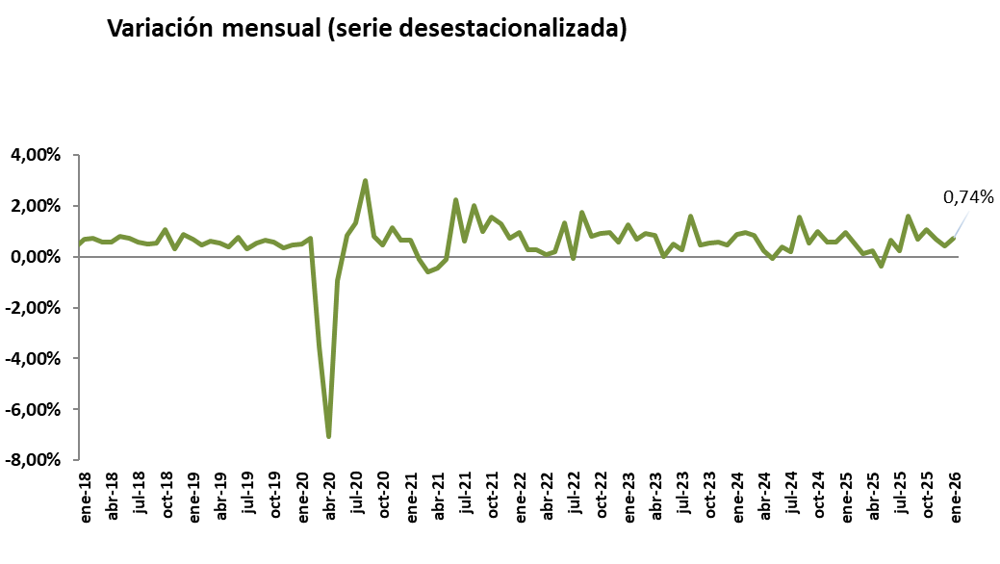 Variación mensual (serie desestacionalizada)
4,00%
2,00%
0,00%
-2,00%
-4,00%
-6,00%
-8,00%
0,74%
ene-18
abr-18
jul-18
oct-18
ene-19
abr-19
jul-19
oct-19
ene-20
abr-20
jul-20
oct-20
ene-21
abr-21
jul-21
oct-21
ene-22
abr-22
jul-22
oct-22
ene-23
abr-23
jul-23
oct-23
ene-24
abr-24
jul-24
oct-24
ene-25
abr-25
jul-25
oct-25
ene-26